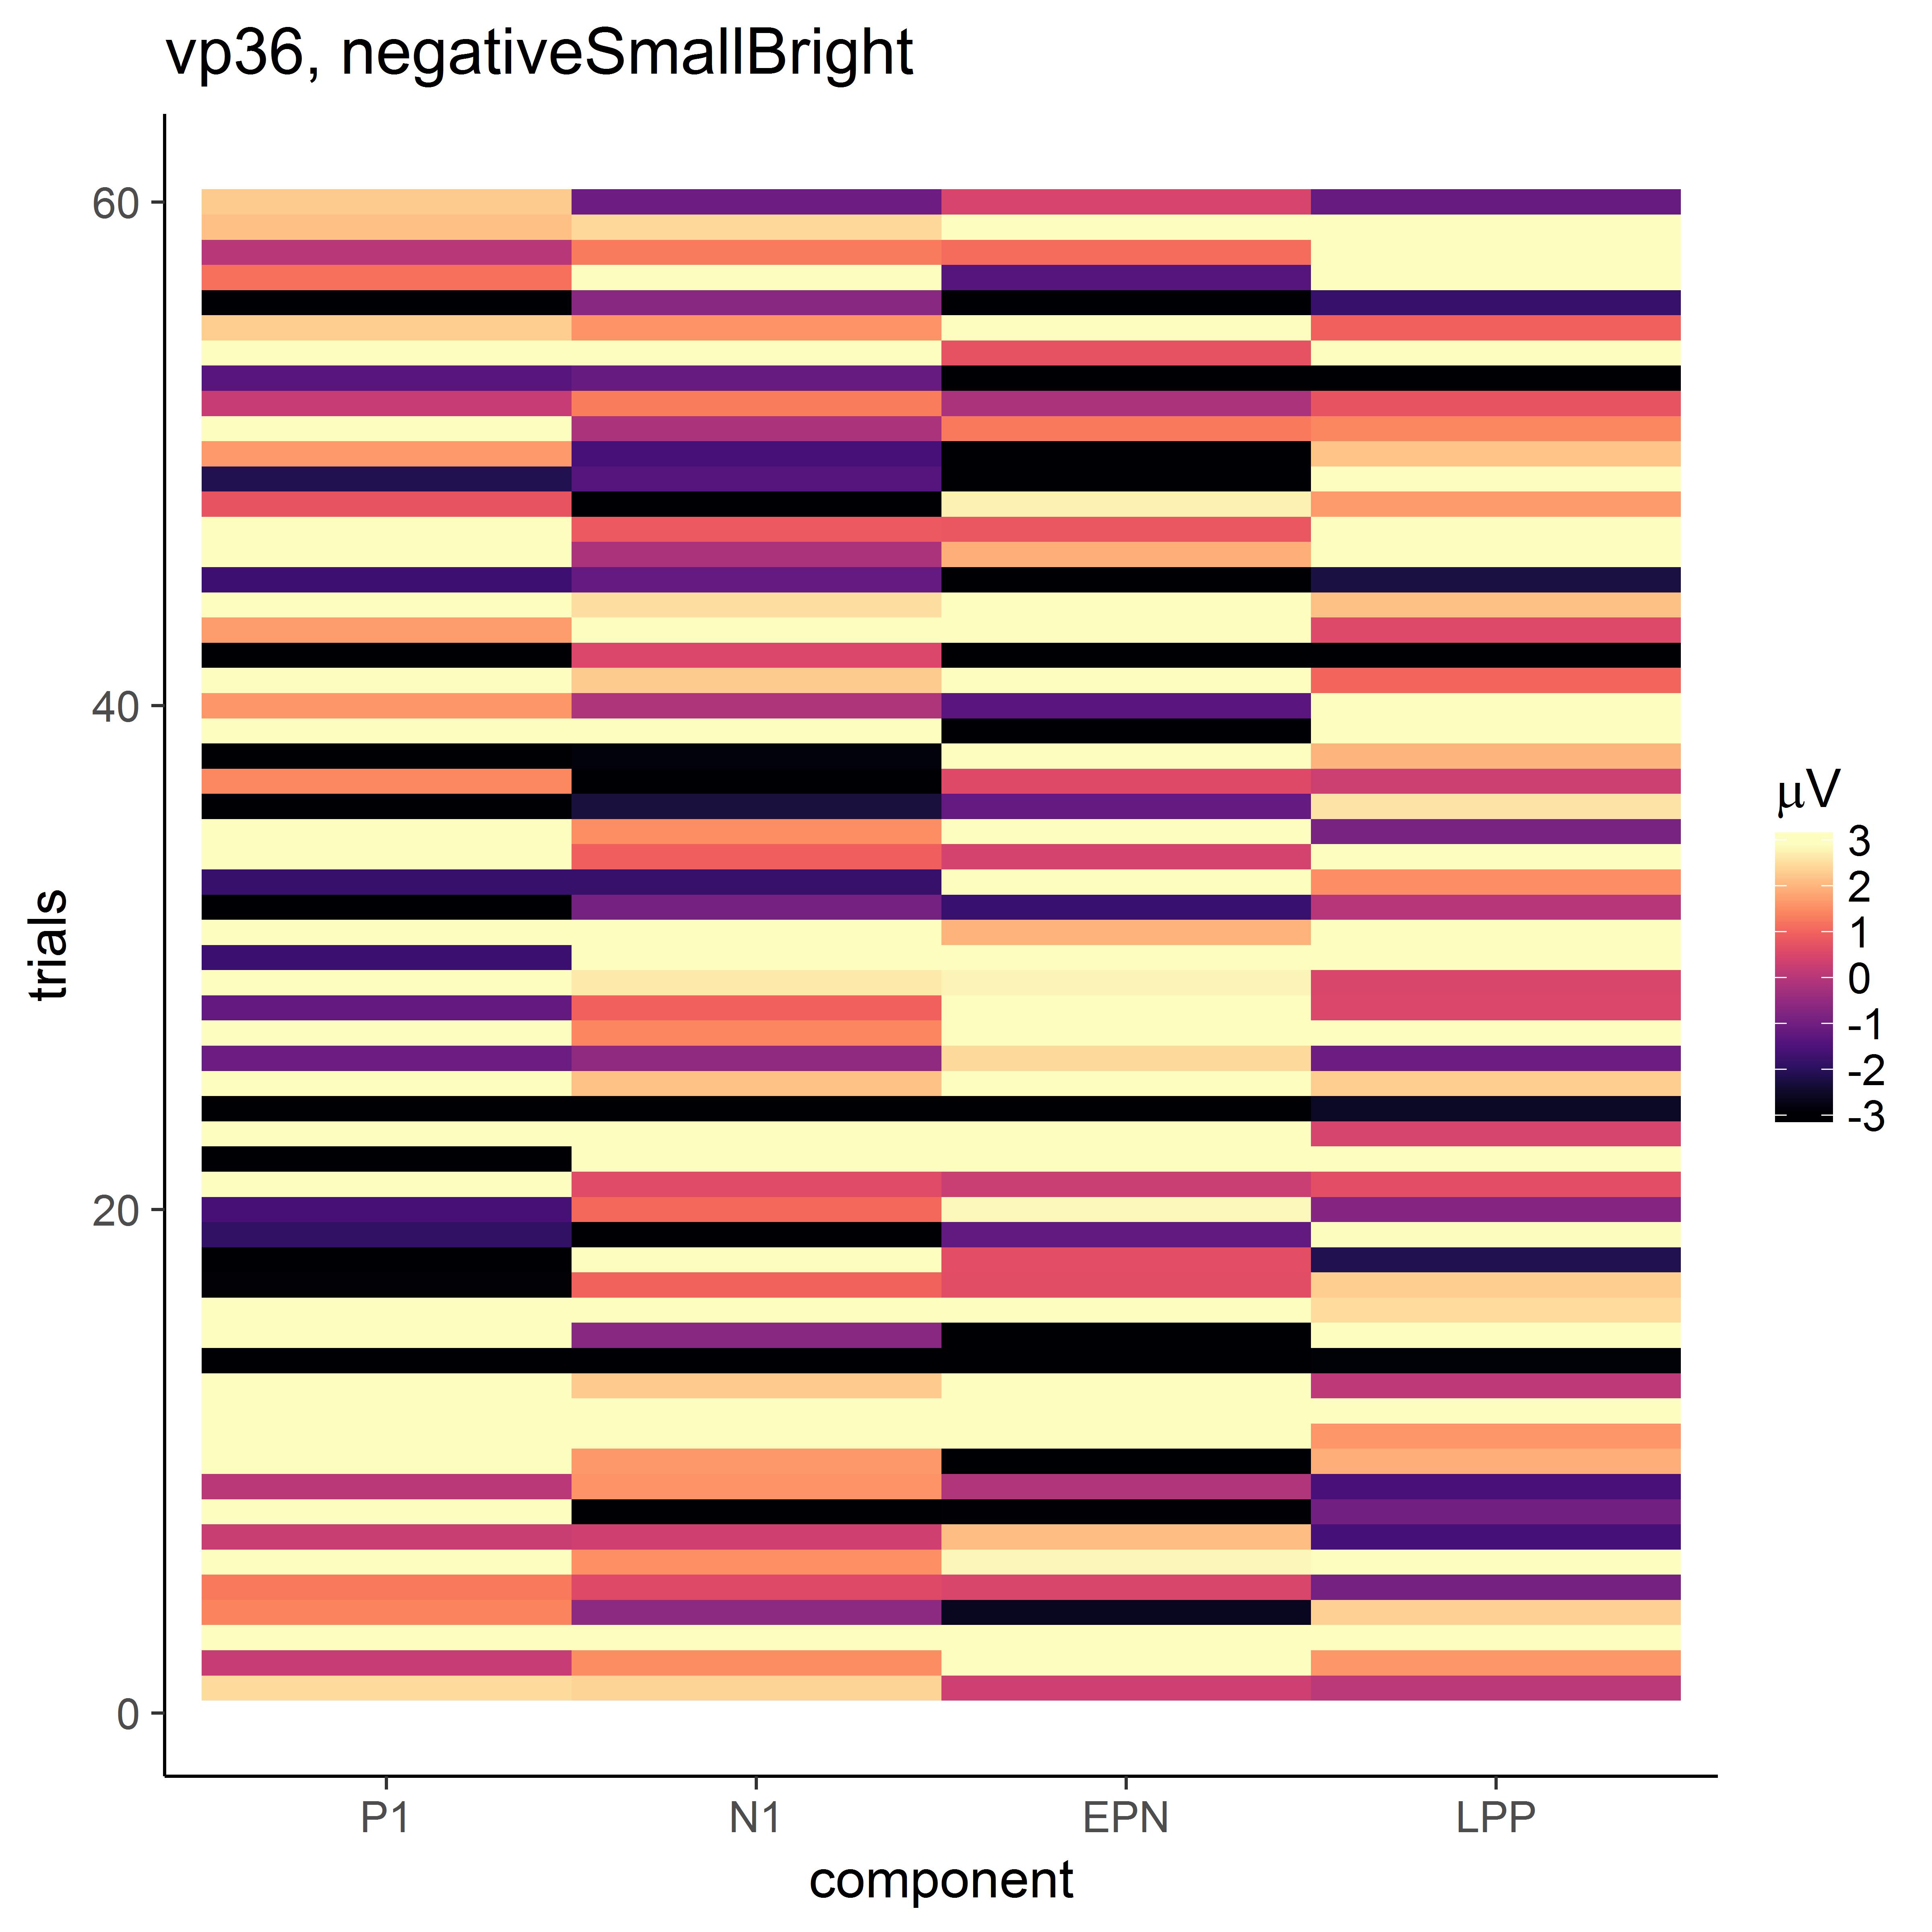 vp36, negativeSmallBright
60
40
20
0
trials
P1 N1 EPN LPP
component
μV
3
2
1
0
-1
-2
-3